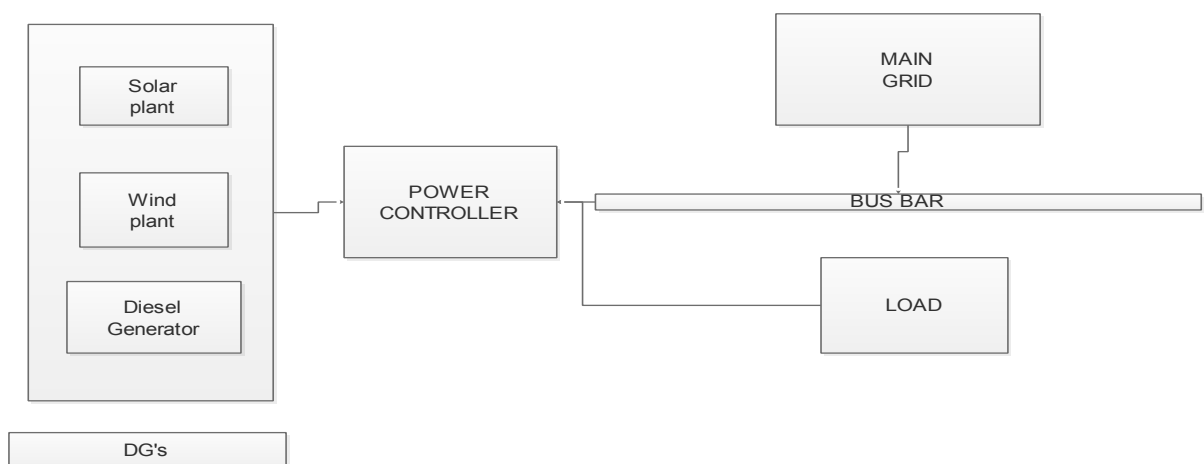 Solar
plant
Wind
plant
Diesel
Generator
DG's
POWER
CONTROLLER
MAIN
GRID
BUS BAR
LOAD